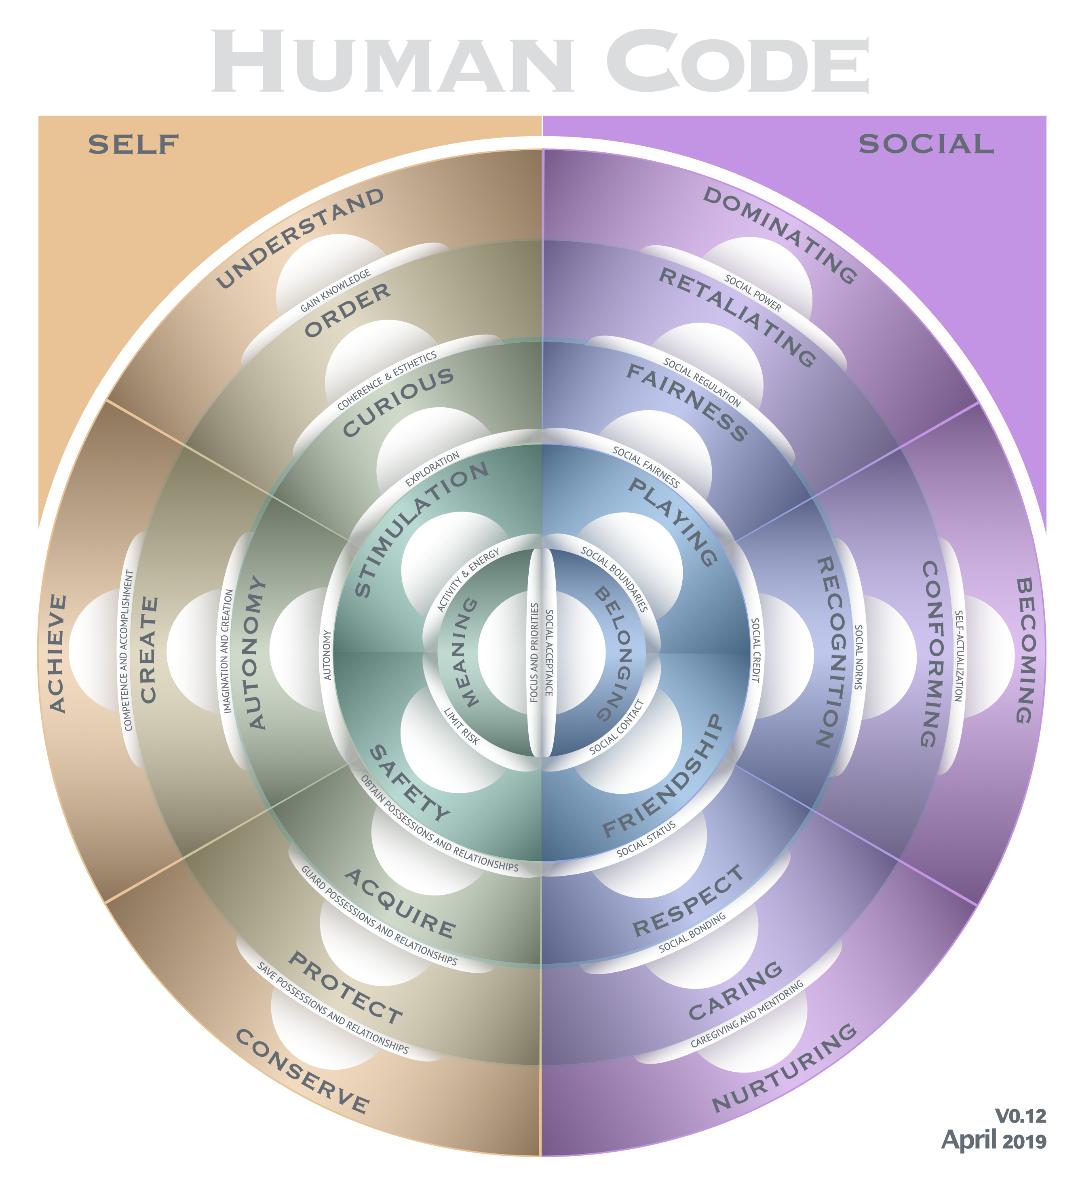 HUMAN CODE
SELF
SOCIAL
UNDERSTAND
GAIN KNOWLEDGE
ORDER
COHERENCE & ESTHETICS
CURIOUS
EXPLORATION
STIMULATION
ACTIVITY & ENERGY
MEANING
FOCUS AND PRIORITIES
ACHIEVE
COMPETENCE AND ACCOMPLISHMENT
CREATE
IMAGINATION AND CREATION
AUTONOMY
AUTONOMY
LIMIT RISK
SAFETY
OBTAIN POSSESSIONS AND RELATIONSHIPS
ACQUIRE
GUARD POSSESSIONS AND RELATIONSHIPS
PROTECT
SAVE POSSESSIONS AND RELATIONSHIPS
CONSERVE
DOMINATING
SOCIAL POWER
RETALIATING
SOCIAL REGULATION
FAIRNESS
SOCIAL FAIRNESS
PLAYING
SOCIAL BOUNDARIES
BELONGING
SOCIAL ACCEPTANCE
SOCIAL CREDIT
RECOGNITION
SOCIAL NORMS
CONFORMING
SELF-ACTUALIZATION
BECOMING
SOCIAL CONTACT
FRIENDSHIP
SOCIAL STATUS
RESPECT
SOCIAL BONDING
CARING
CAREGIVING AND MENTORING
NURTURING
V0.12
April 2019